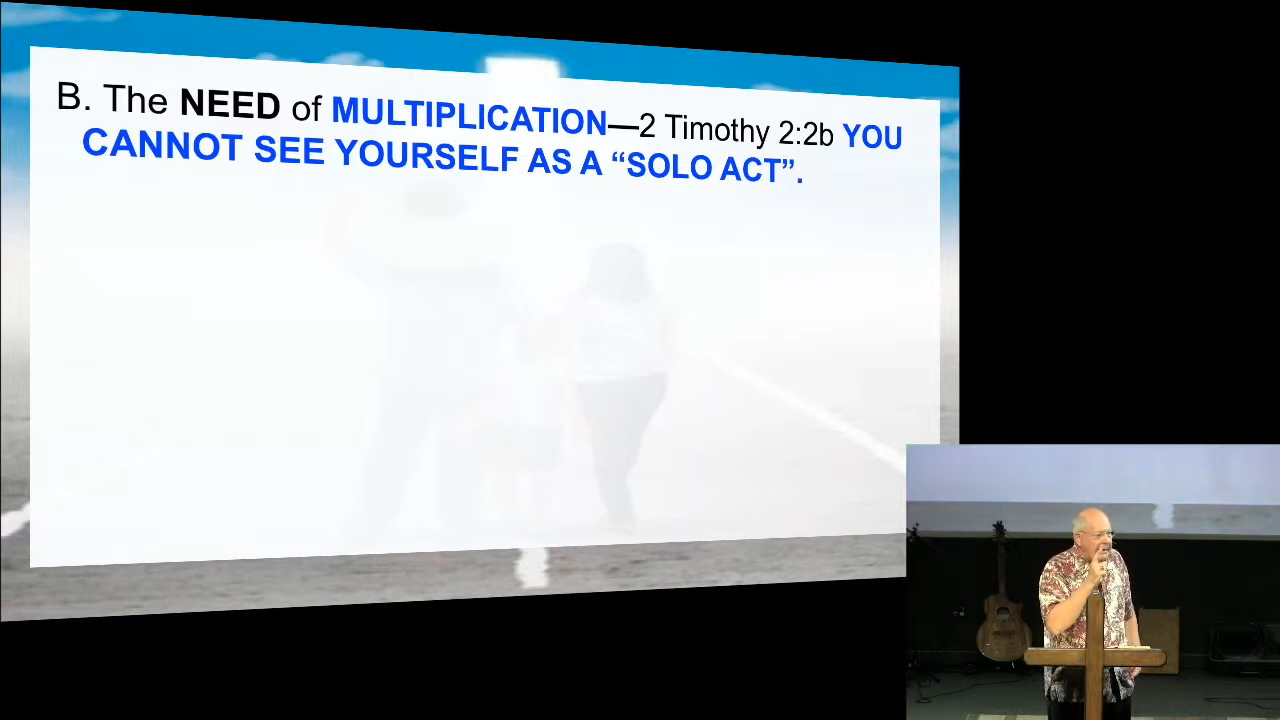 B. The NEED of MULTIPLICATION—2 Timothy 2:2b YOU
CANNOT SEE YOURSELF AS A “SOLO ACT”.